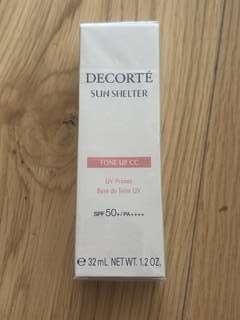 DECORTÉ
SUN SHELTER
TONE UP CC
UV Primer
Base du Teint UV
SPF 50+/PA++++
℮ 32 mL NET WT. 1.2 OZ.